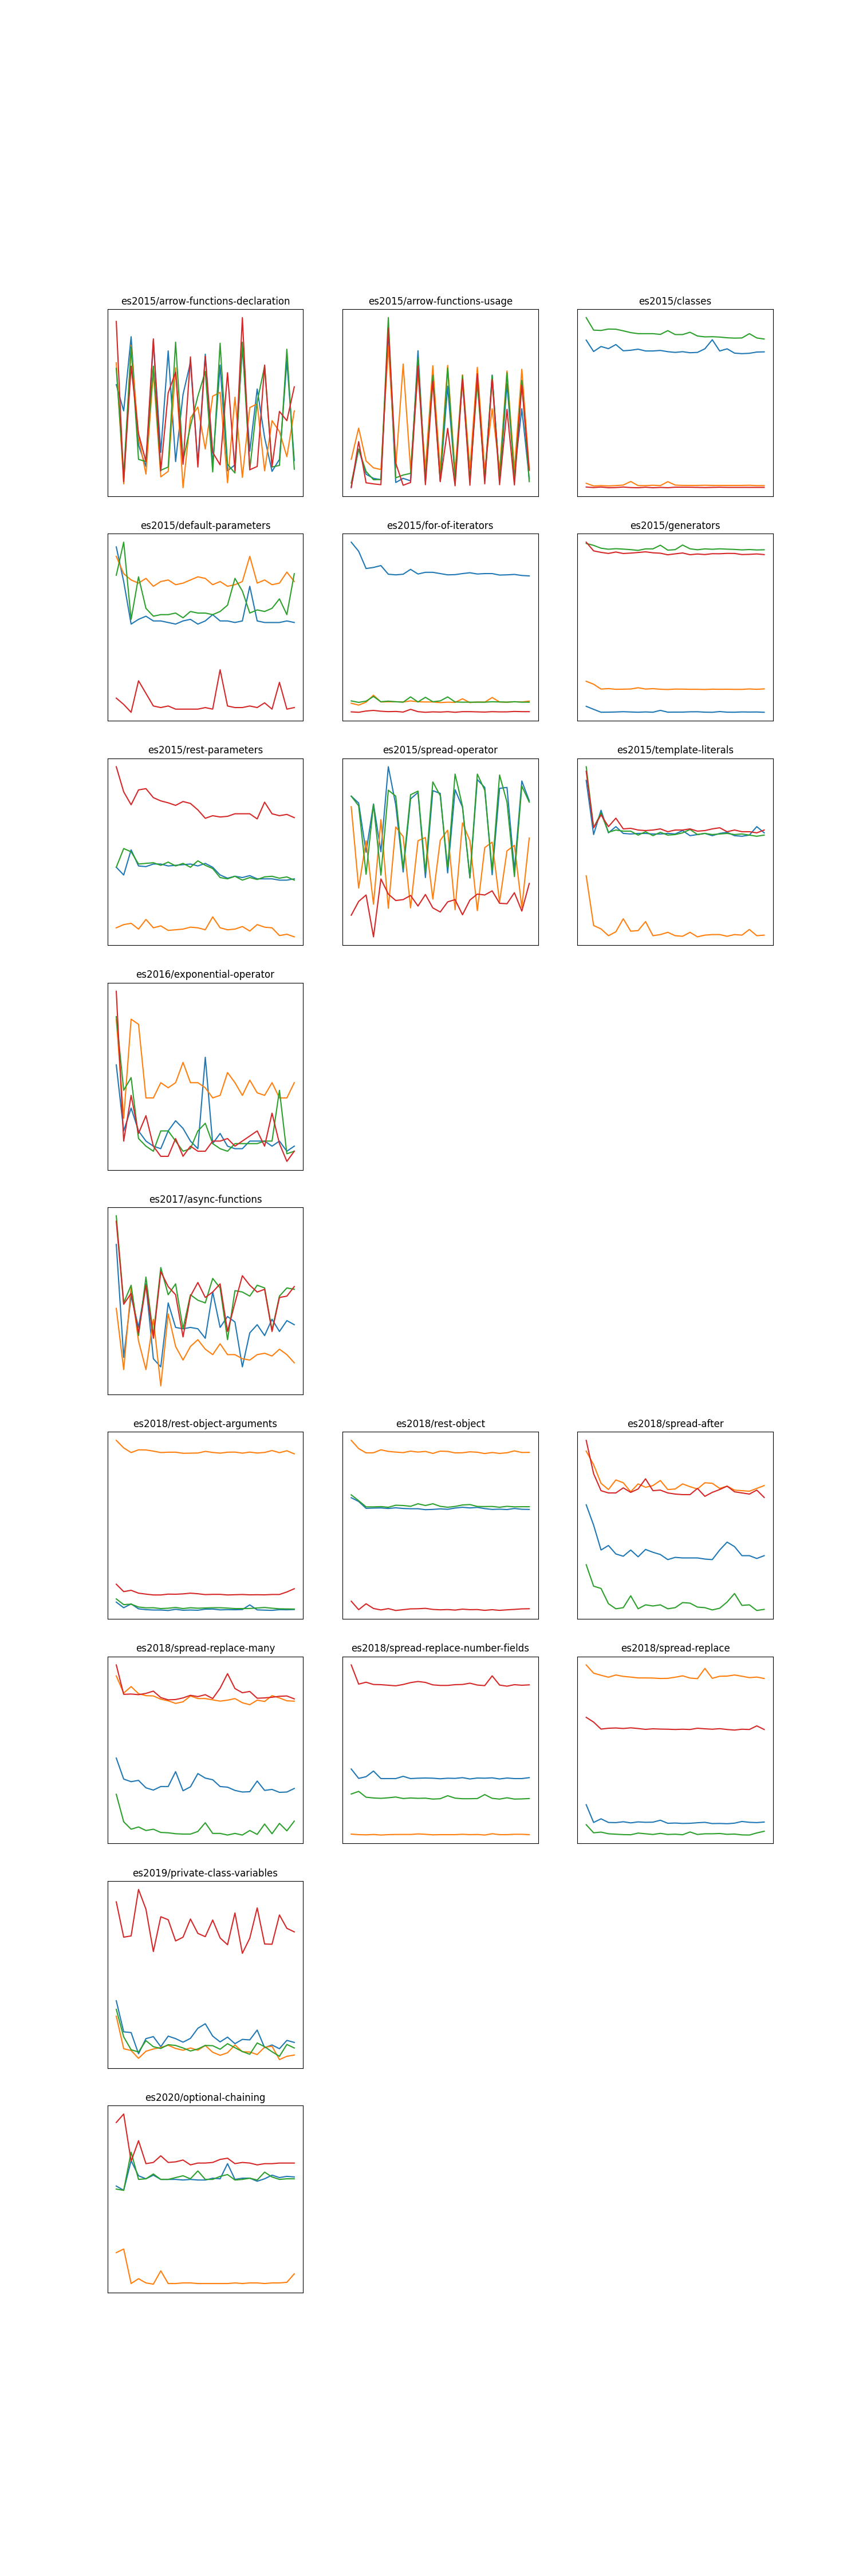 es2015/arrow-functions-declaration
es2015/arrow-functions-usage
es2015/classes
es2015/default-parameters
es2015/for-of-iterators
es2015/generators
es2015/rest-parameters
es2015/spread-operator
es2015/template-literals
es2016/exponential-operator
es2017/async-functions
es2018/rest-object-arguments
es2018/rest-object
es2018/spread-after
es2018/spread-replace-many
es2018/spread-replace-number-fields
es2018/spread-replace
es2019/private-class-variables
es2020/optional-chaining